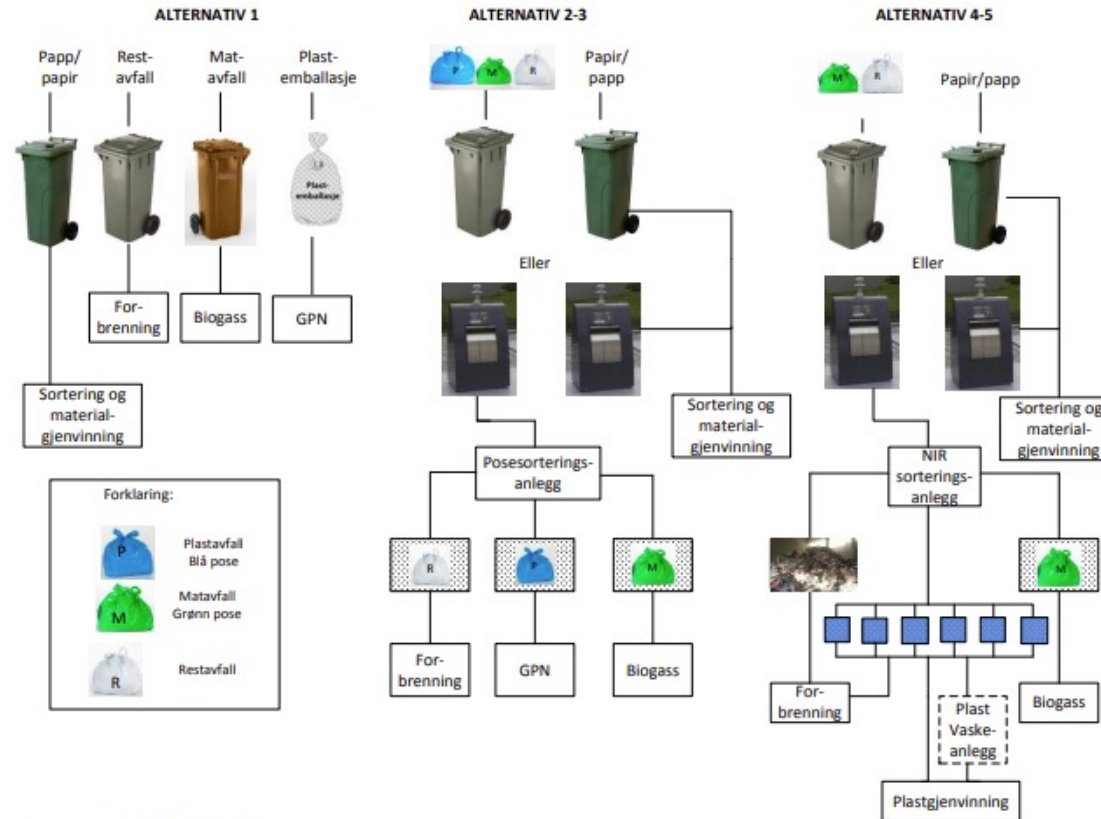 ALTERNATIV 1
Papp/
papir
Rest-
avfall
Mat-
avfall
Plast-
emballasje
Plast-
emballasje
For-
brenning
Biogass
GPN
Sortering og
material-
gjenvinning
Forklaring:
P
Plastavfall
Blå pose
M
Matavfall
Grønn pose
R
Restavfall
ALTERNATIV 2-3
P
M
R
Papir/
papp
Eller
Sortering og
material-
gjenvinning
Posesorterings-
anlegg
R
P
M
For-
brenning
GPN
Biogass
ALTERNATIV 4-5
M
R
Papir/papp
Eller
Sortering og
material-
gjenvinning
NIR
sorterings-
anlegg
M
For-
brenning
Plast
Vaske-
anlegg
Biogass
Plastgjenvinning